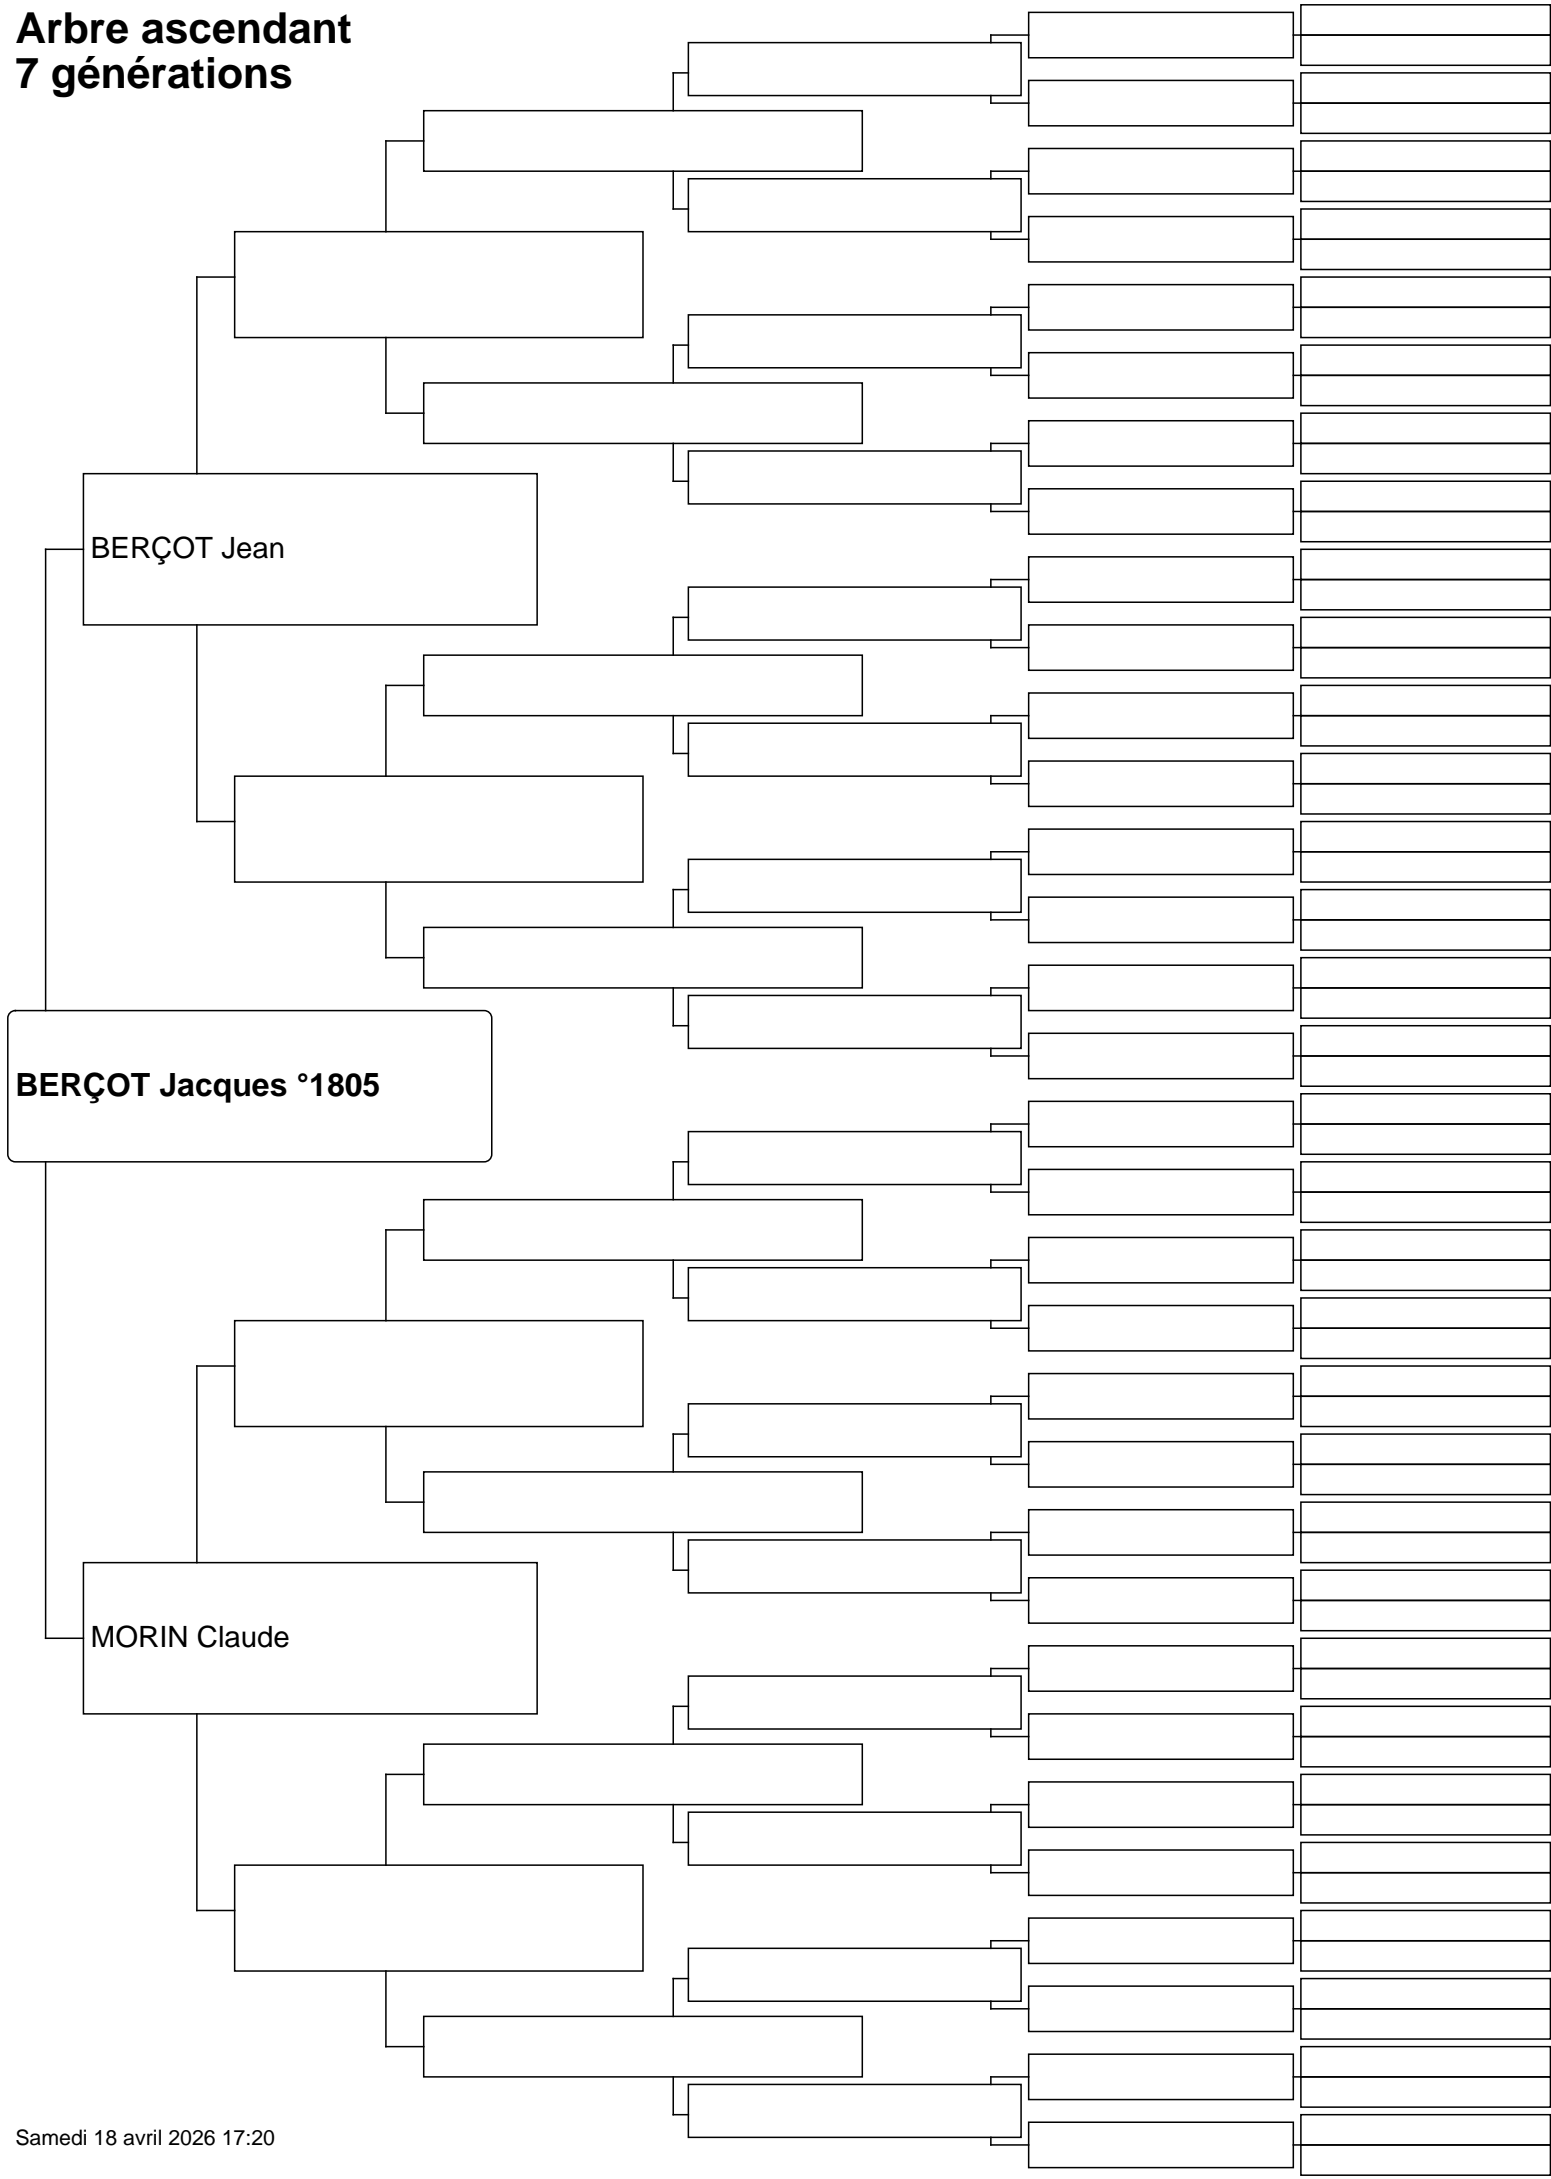 Arbre ascendant
7 générations
BERÇOT Jean
BERÇOT Jacques °1805
MORIN Claude
Samedi 18 avril 2026 17:20